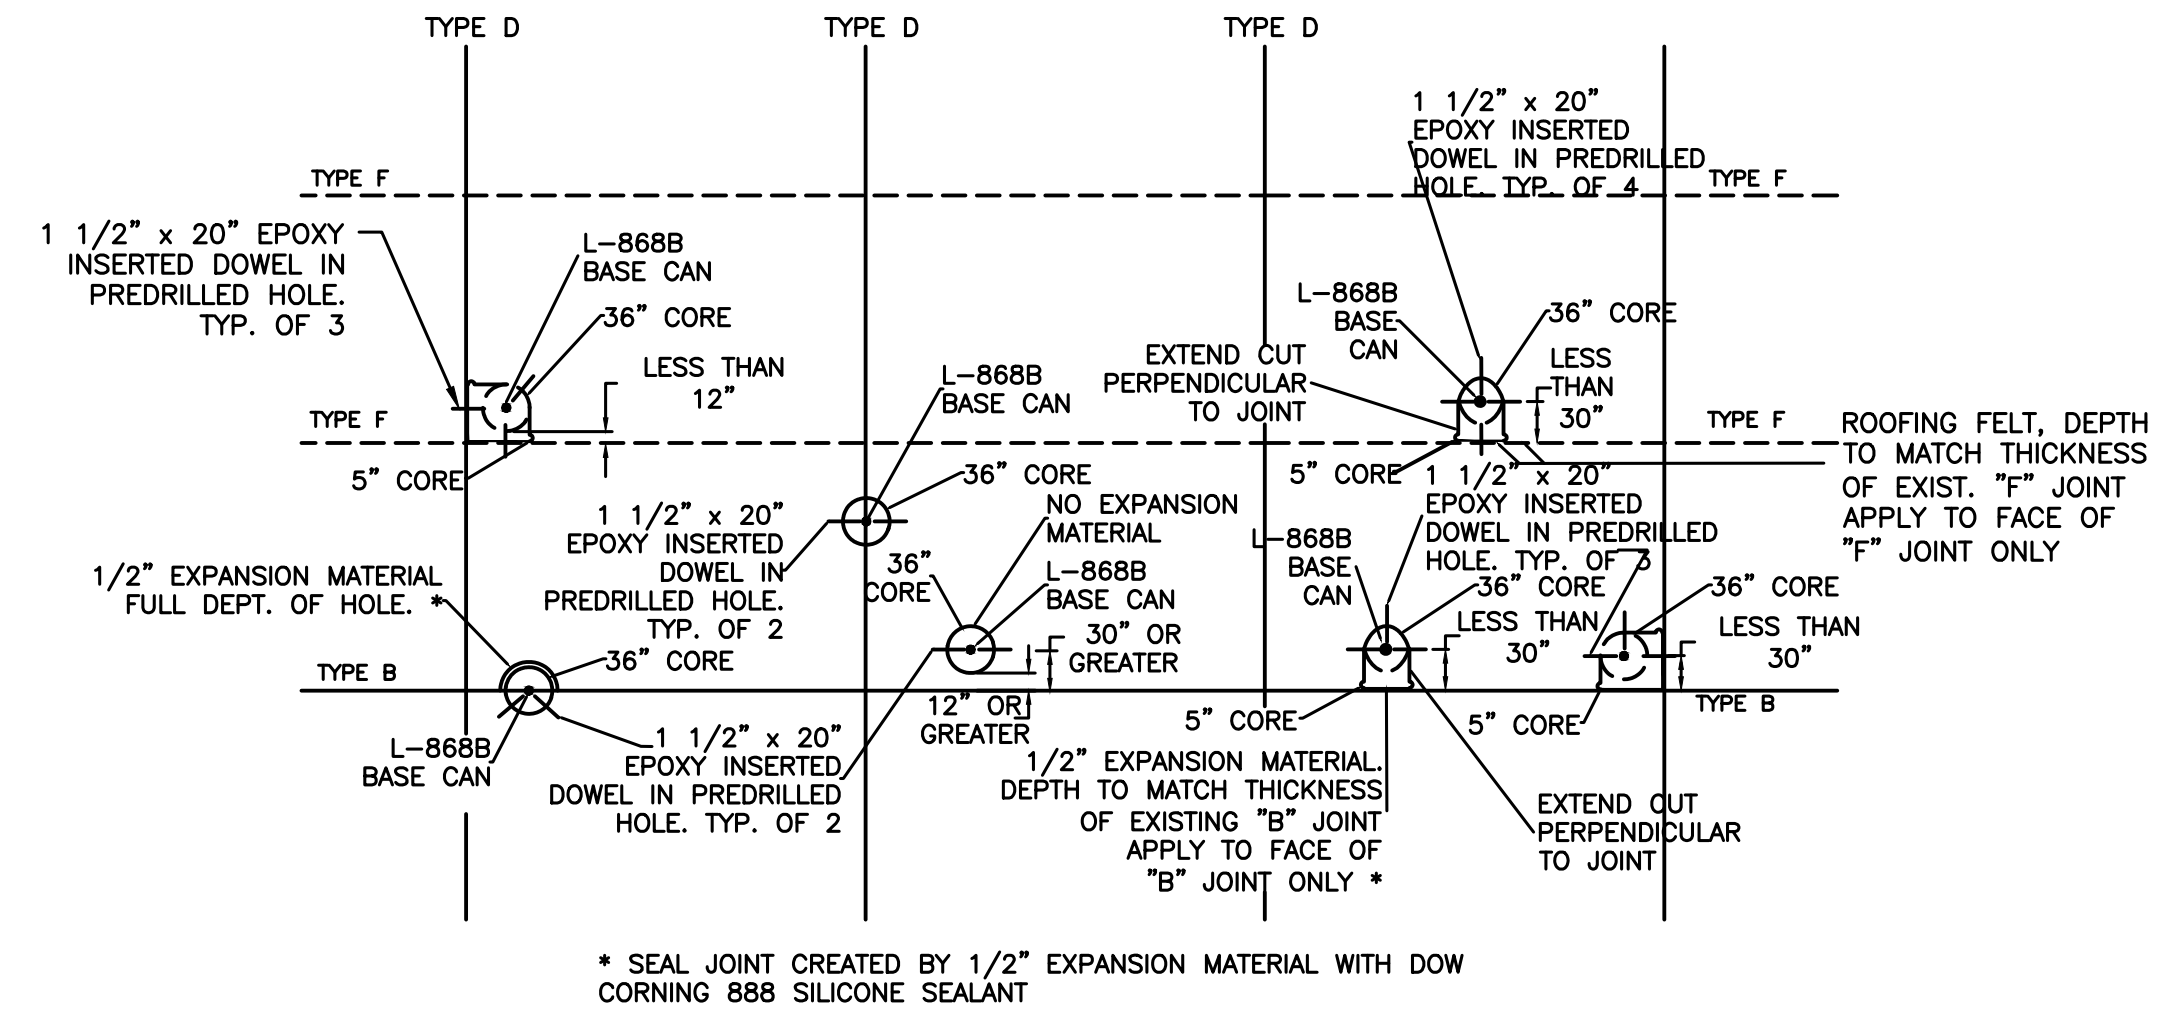 TYPE D
TYPE D
TYPE D
1 1/2" x 20"
EPOXY INSERTED
DOWEL IN PREDRILLED
HOLE. TYP. OF 4
TYPE F
TYPE F
1 1/2" x 20" EPOXY
INSERTED DOWEL IN
PREDRILLED HOLE.
TYP. OF 3
L-868B
BASE CAN
36" CORE
LESS THAN
12"
L-868B
BASE CAN
EXTEND CUT
PERPENDICULAR
TO JOINT
L-868B
BASE
CAN
36" CORE
LESS
THAN
30"
TYPE F
TYPE F
ROOFING FELT, DEPTH
TO MATCH THICKNESS
OF EXIST. "F" JOINT
APPLY TO FACE OF
"F" JOINT ONLY
5" CORE
36" CORE
5" CORE
1 1/2" x 20"
EPOXY INSERTED
DOWEL IN PREDRILLED
HOLE. TYP. OF 3
1 1/2" x 20"
EPOXY INSERTED
DOWEL IN
PREDRILLED HOLE.
TYP. OF 2
NO EXPANSION
MATERIAL
36"
CORE
L-868B
BASE CAN
30" OR
GREATER
L-868B
BASE
CAN
36" CORE
LESS THAN
30"
36" CORE
LESS THAN
30"
1/2" EXPANSION MATERIAL
FULL DEPT. OF HOLE. *
36" CORE
TYPE B
TYPE B
12" OR
GREATER
5" CORE
5" CORE
L-868B
BASE CAN
1 1/2" x 20"
EPOXY INSERTED
DOWEL IN PREDRILLED
HOLE. TYP. OF 2
1/2" EXPANSION MATERIAL.
DEPTH TO MATCH THICKNESS
OF EXISTING "B" JOINT
APPLY TO FACE OF
"B" JOINT ONLY *
EXTEND CUT
PERPENDICULAR
TO JOINT
* SEAL JOINT CREATED BY 1/2" EXPANSION MATERIAL WITH DOW
CORNING 888 SILICONE SEALANT